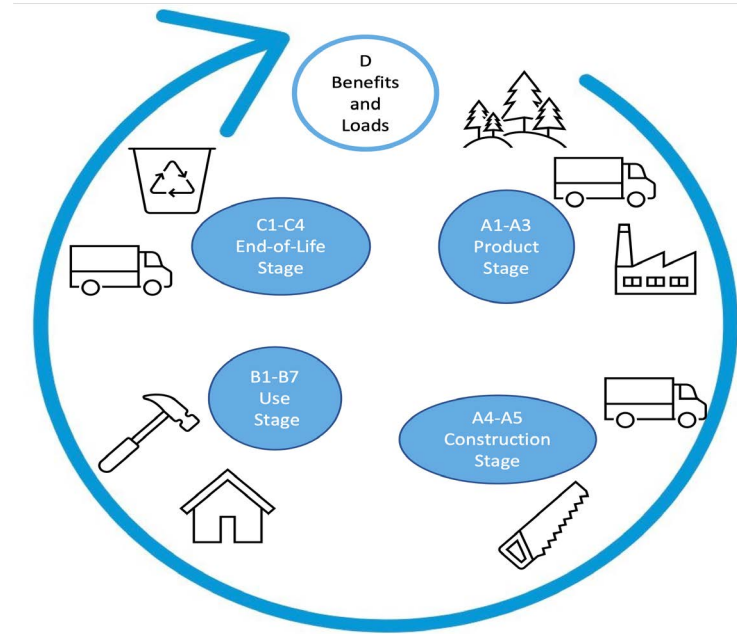 D
Benefits
and
Loads
A1-A3
Product
Stage
A4-A5
Construction
Stage
B1-B7
Use
Stage
C1-C4
End-of-Life
Stage